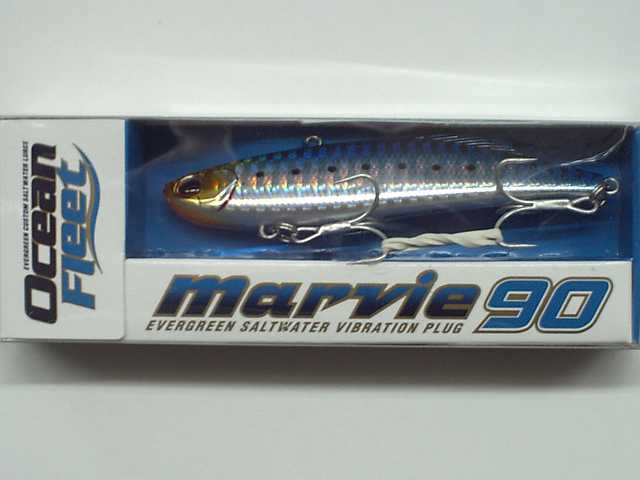 EVERGREEN CUSTOM SALTWATER LURES
Ocean
Fleet
marvie 90
EVERGREEN SALTWATER VIBRATION PLUG